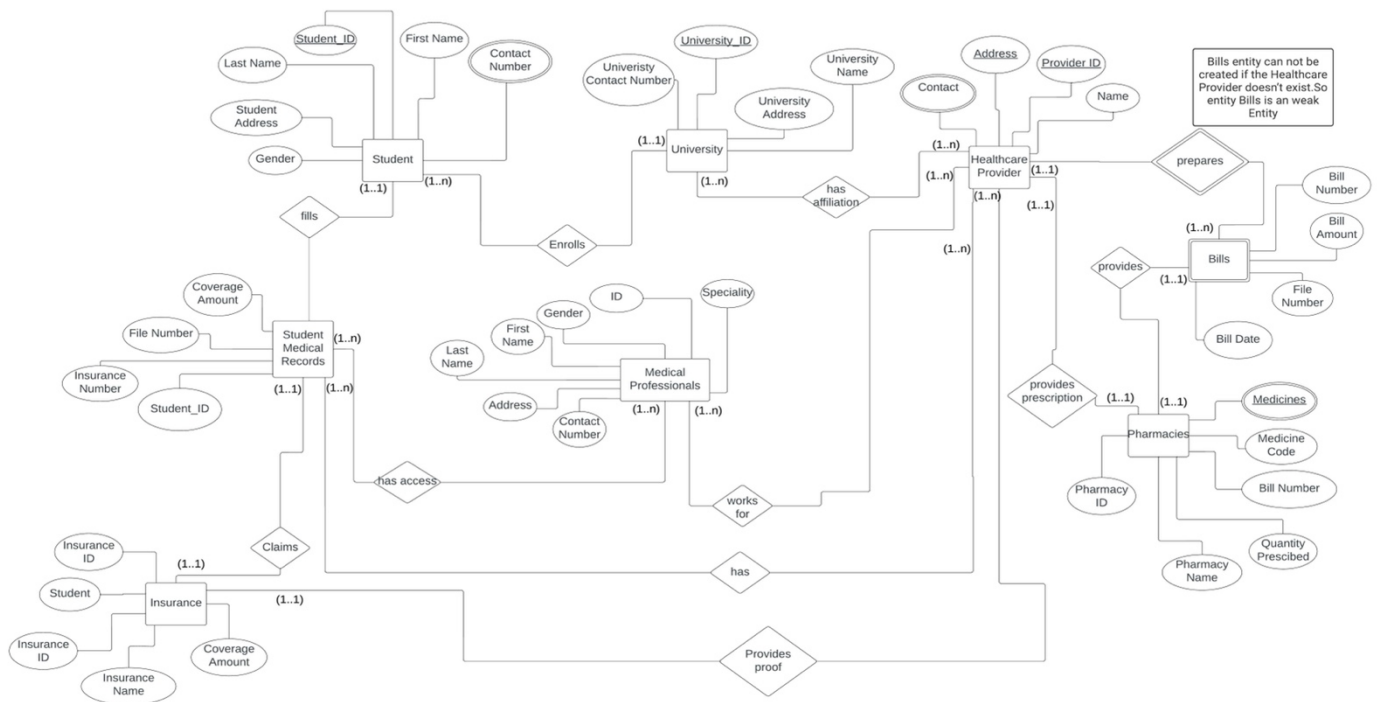 Student_ID
First Name
Contact
Number
Last Name
Student
Address
Gender
Student
(1..1)
(1..n)
fills
Enrolls
University_ID
Univeristy
Contact Number
University
Name
University
Address
(1..1)
University
(1..n)
has
affiliation
Address
Provider ID
Contact
Name
(1..n)
Healthcare
Provider
(1..1)
(1..n)
(1..n)
(1..1)
(1..n)
Bills entity can not be
created if the Healthcare
Provider doesn't exist.So
entity Bills is an weak
Entity
prepares
Bill
Number
Bill
Amount
(1..n)
Bills
provides
(1..1)
File
Number
Bill Date
Coverage
Amount
File Number
Insurance
Number
Student_ID
Student
Medical
Records
(1..n)
(1..1)
(1..n)
ID
Speciality
Gender
First
Name
Last
Name
Address
Contact
Number
Medical
Professionals
(1..n)
(1..n)
has access
works
for
provides
prescription
(1..1)
(1..1)
Medicines
Pharmacies
Medicine
Code
Bill Number
Pharmacy
ID
Quantity
Prescibed
Pharmacy
Name
Claims
has
Insurance
ID
(1..1)
Student
Insurance
(1..1)
Insurance
ID
Coverage
Amount
Insurance
Name
Provides
proof